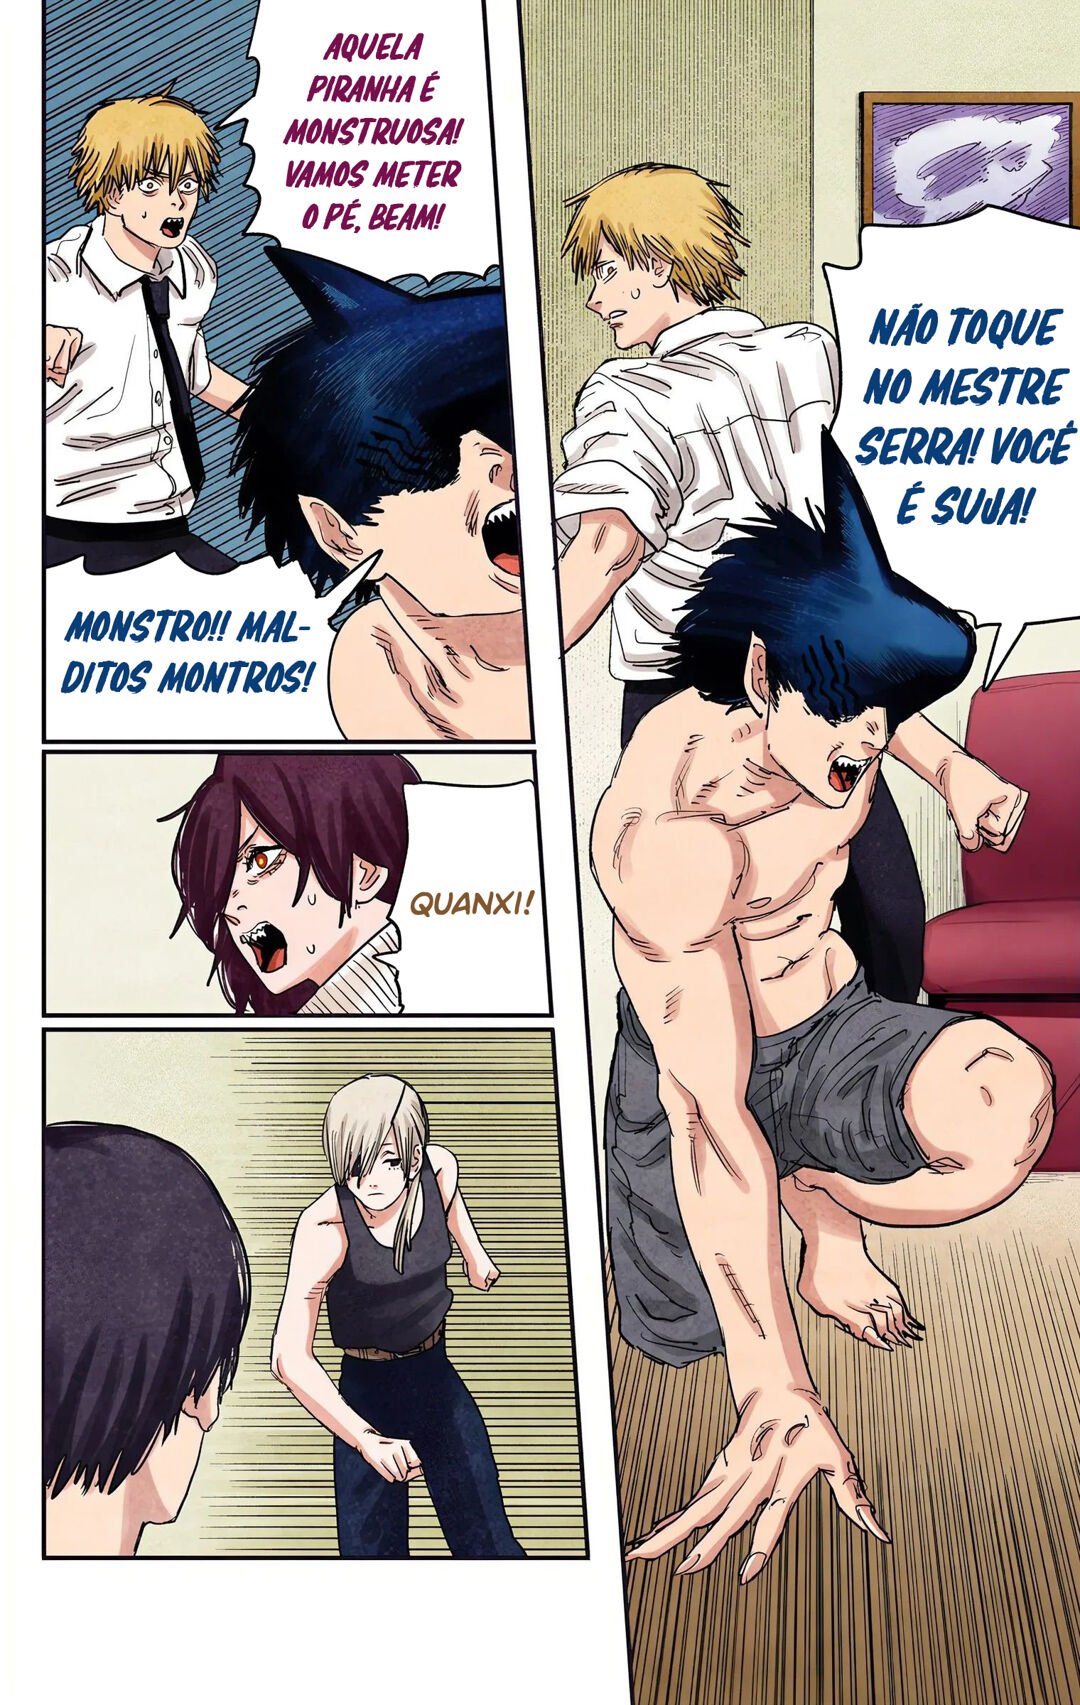 NÃO TOQUE
NO MESTRE
SERRA! VOCÊ
É SUJA!
AQUELA
PIRANHA É
MONSTRUOSA!
VAMOS METER
O PÉ, BEAM!
MONSTRO!! MAL-
DITOS MONTROS!
QUANXI!